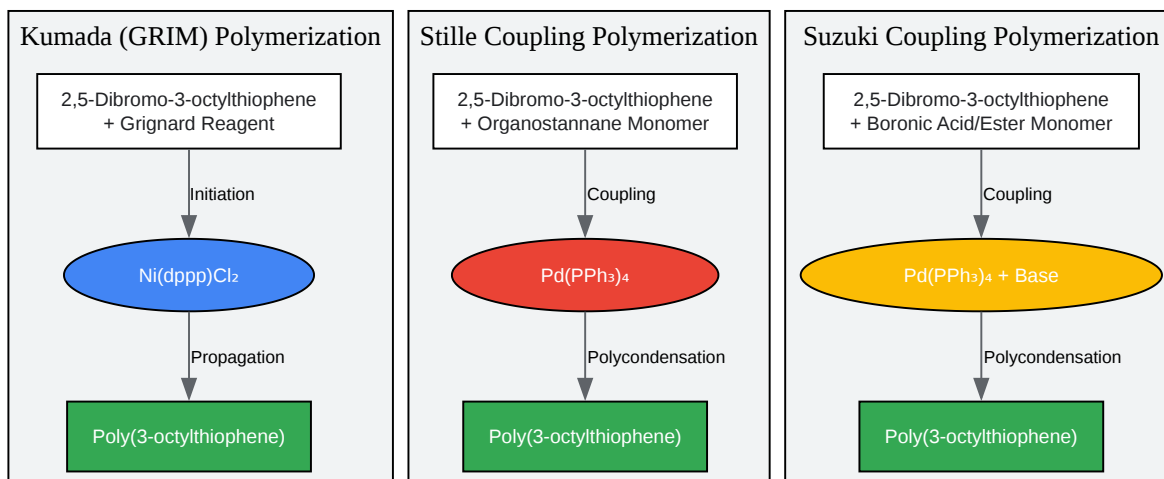 Kumada (GRIM) Polymerization
2,5-Dibromo-3-octylthiophene
+ Grignard Reagent
Initiation
Ni(dppp)Cl₂
Propagation
Poly(3-octylthiophene)
Stille Coupling Polymerization
2,5-Dibromo-3-octylthiophene
+ Organostannane Monomer
Coupling
Pd(PPh₃)₄
Polycondensation
Poly(3-octylthiophene)
Suzuki Coupling Polymerization
2,5-Dibromo-3-octylthiophene
+ Boronic Acid/Ester Monomer
Coupling
Pd(PPh₃)₄ + Base
Polycondensation
Poly(3-octylthiophene)